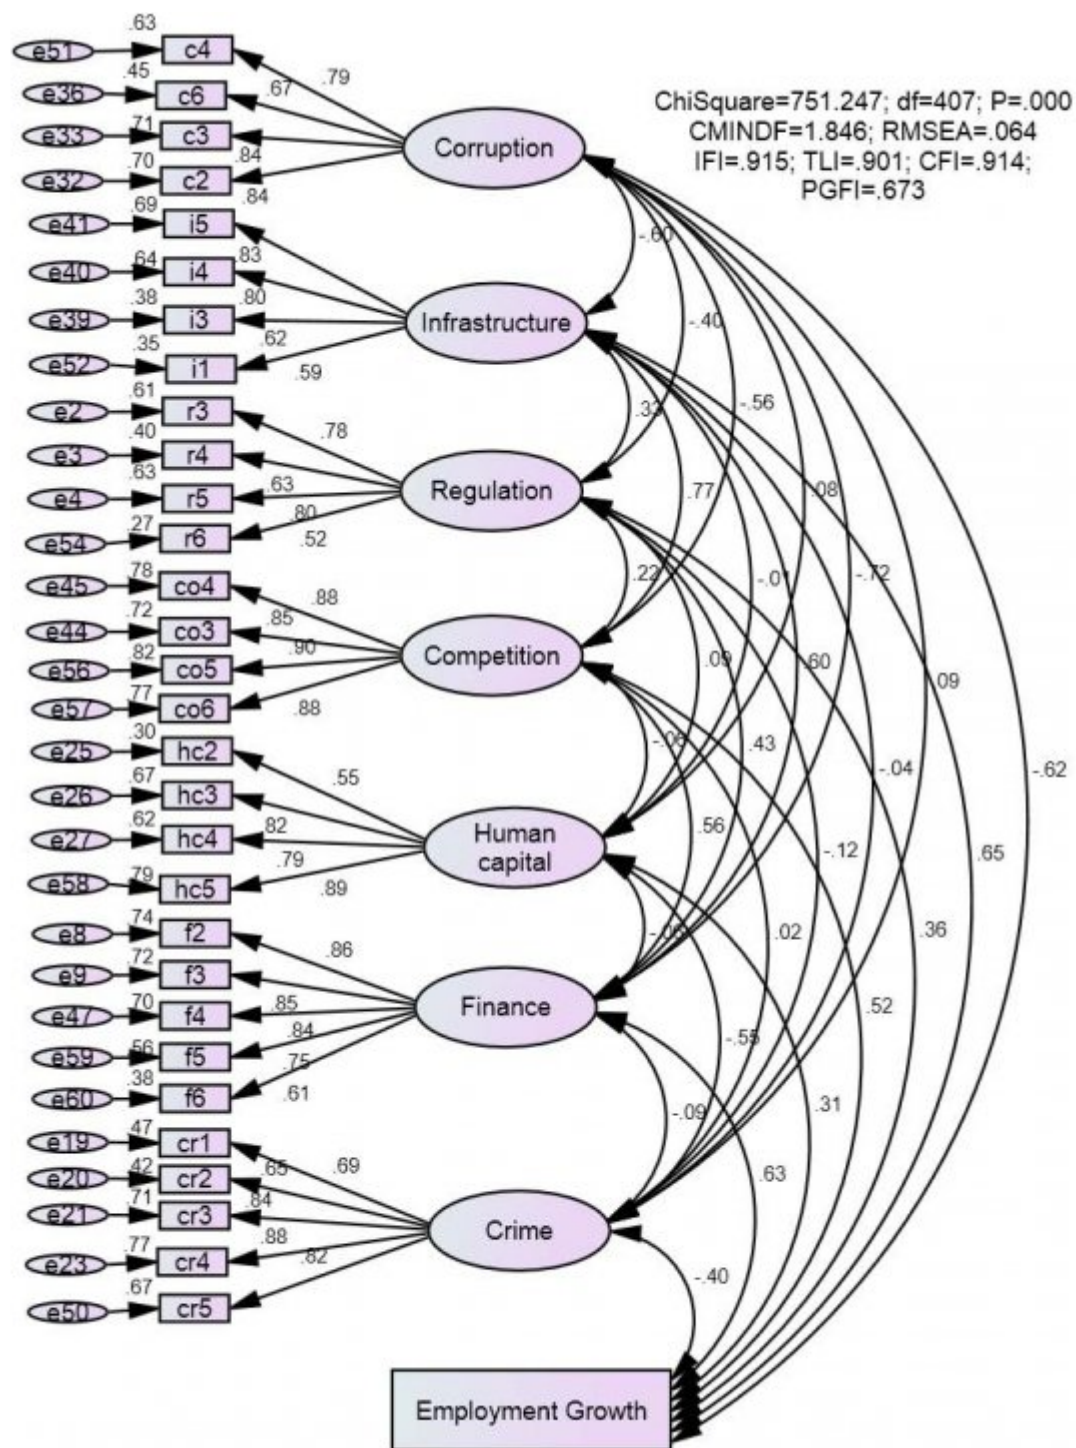 .63
e51
c4
.79
.45
e36
c6
.67
ChiSquare=751.247; df=407; P=.000
CMINDF=1.846; RMSEA=.064
IFI=.915; TLI=.901; CFI=.914;
PGFI=.673
.71
e33
c3
.84
Corruption
.70
e32
c2
.84
.69
e41
i5
.83
-.60
.64
e40
i4
.80
.38
e39
i3
.62
Infrastructure
-.40
.35
e52
i1
.59
.61
e2
r3
.78
.33
-.56
.40
e3
r4
.63
.63
e4
r5
.80
Regulation
.77
.08
.27
e54
r6
.52
.78
e45
co4
.88
.22
-.01
-.72
.72
e44
co3
.85
.82
e56
co5
.90
Competition
.09
.60
.09
.77
e57
co6
.88
.30
e25
hc2
.55
.43
.67
e26
hc3
.82
-.04
-.62
.62
e27
hc4
.79
Human
capital
.56
-.12
.65
.79
e58
hc5
.89
.74
e8
f2
.86
.02
.36
.72
e9
f3
.85
.70
e47
f4
.84
Finance
.52
.56
e59
f5
.75
-.55
.38
e60
f6
.61
-.09
.31
.47
e19
cr1
.69
.42
e20
cr2
.65
.63
.71
e21
cr3
.84
Crime
.77
e23
cr4
.88
-.40
.67
e50
cr5
.82
Employment Growth